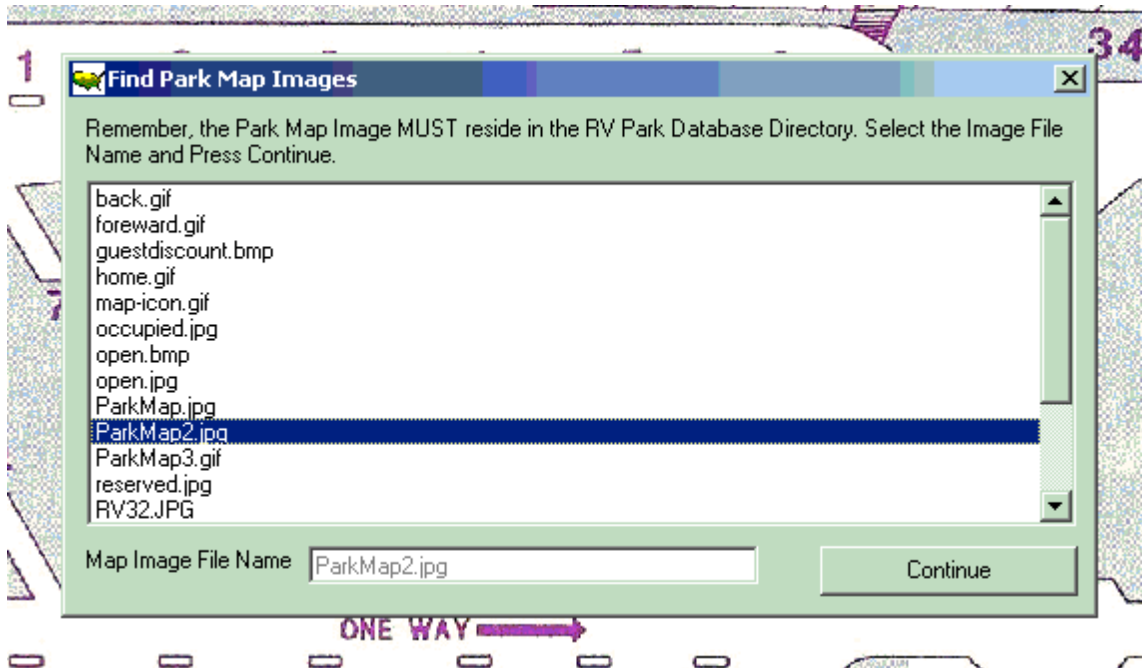 34
1
Find Park Map Images
Remember, the Park Map Image MUST reside in the RV Park Database Directory. Select the Image File
Name and Press Continue.
back.gif
foreward.gif
guestdiscount.bmp
home.gif
map-icon.gif
occupied.jpg
open.bmp
open.jpg
ParkMap.jpg
ParkMap2.jpg
ParkMap3.gif
reserved.jpg
RV32.JPG
Map Image File Name ParkMap2.jpg Continue
ONE WAY